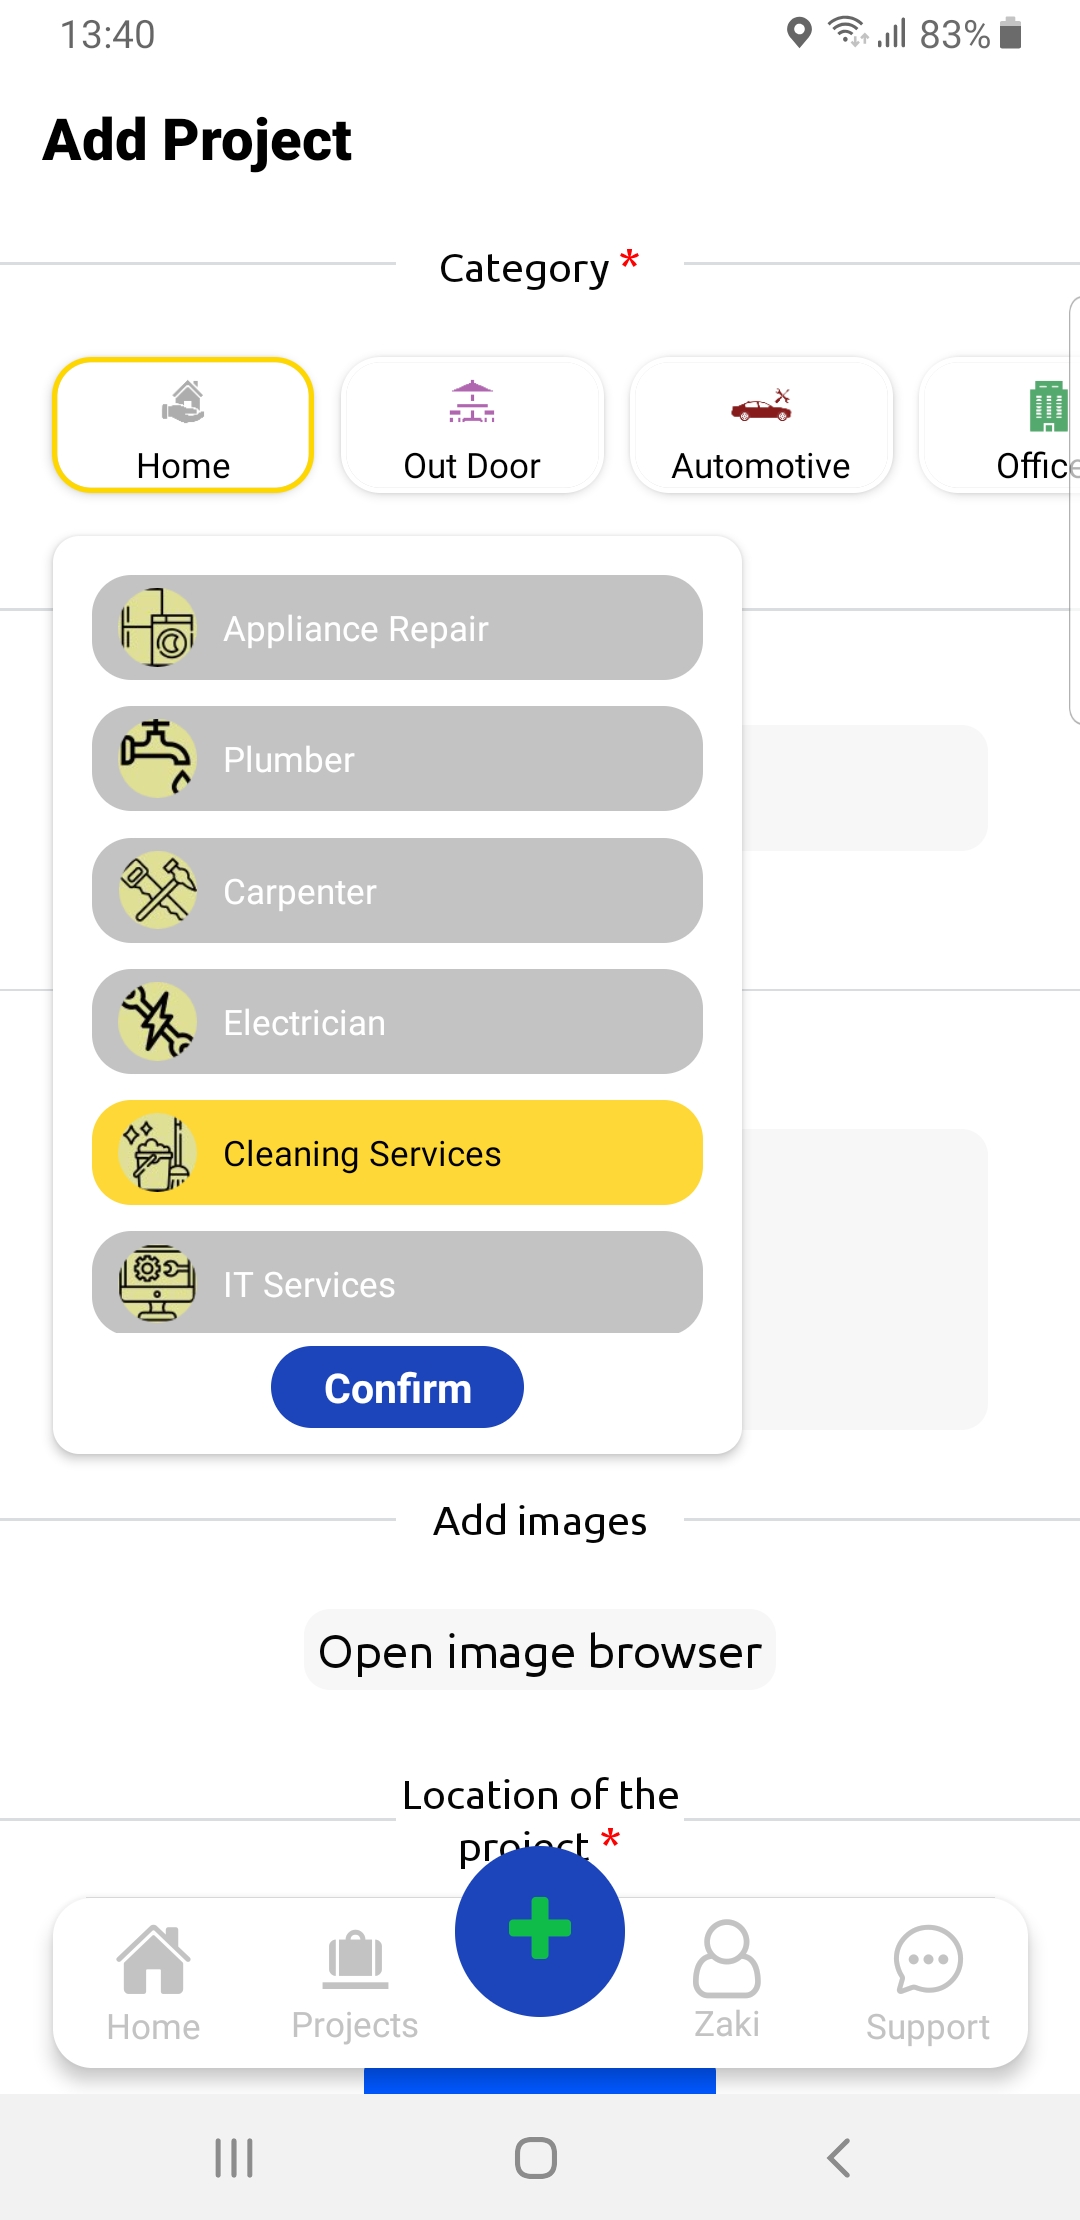 13:40
83%
Add Project
Category *
Home
Out Door
Automotive
Office
Appliance Repair
Plumber
Carpenter
Electrician
Cleaning Services
IT Services
Confirm
Add images
Open image browser
Location of the
project *
Home
Projects
Zaki
Support